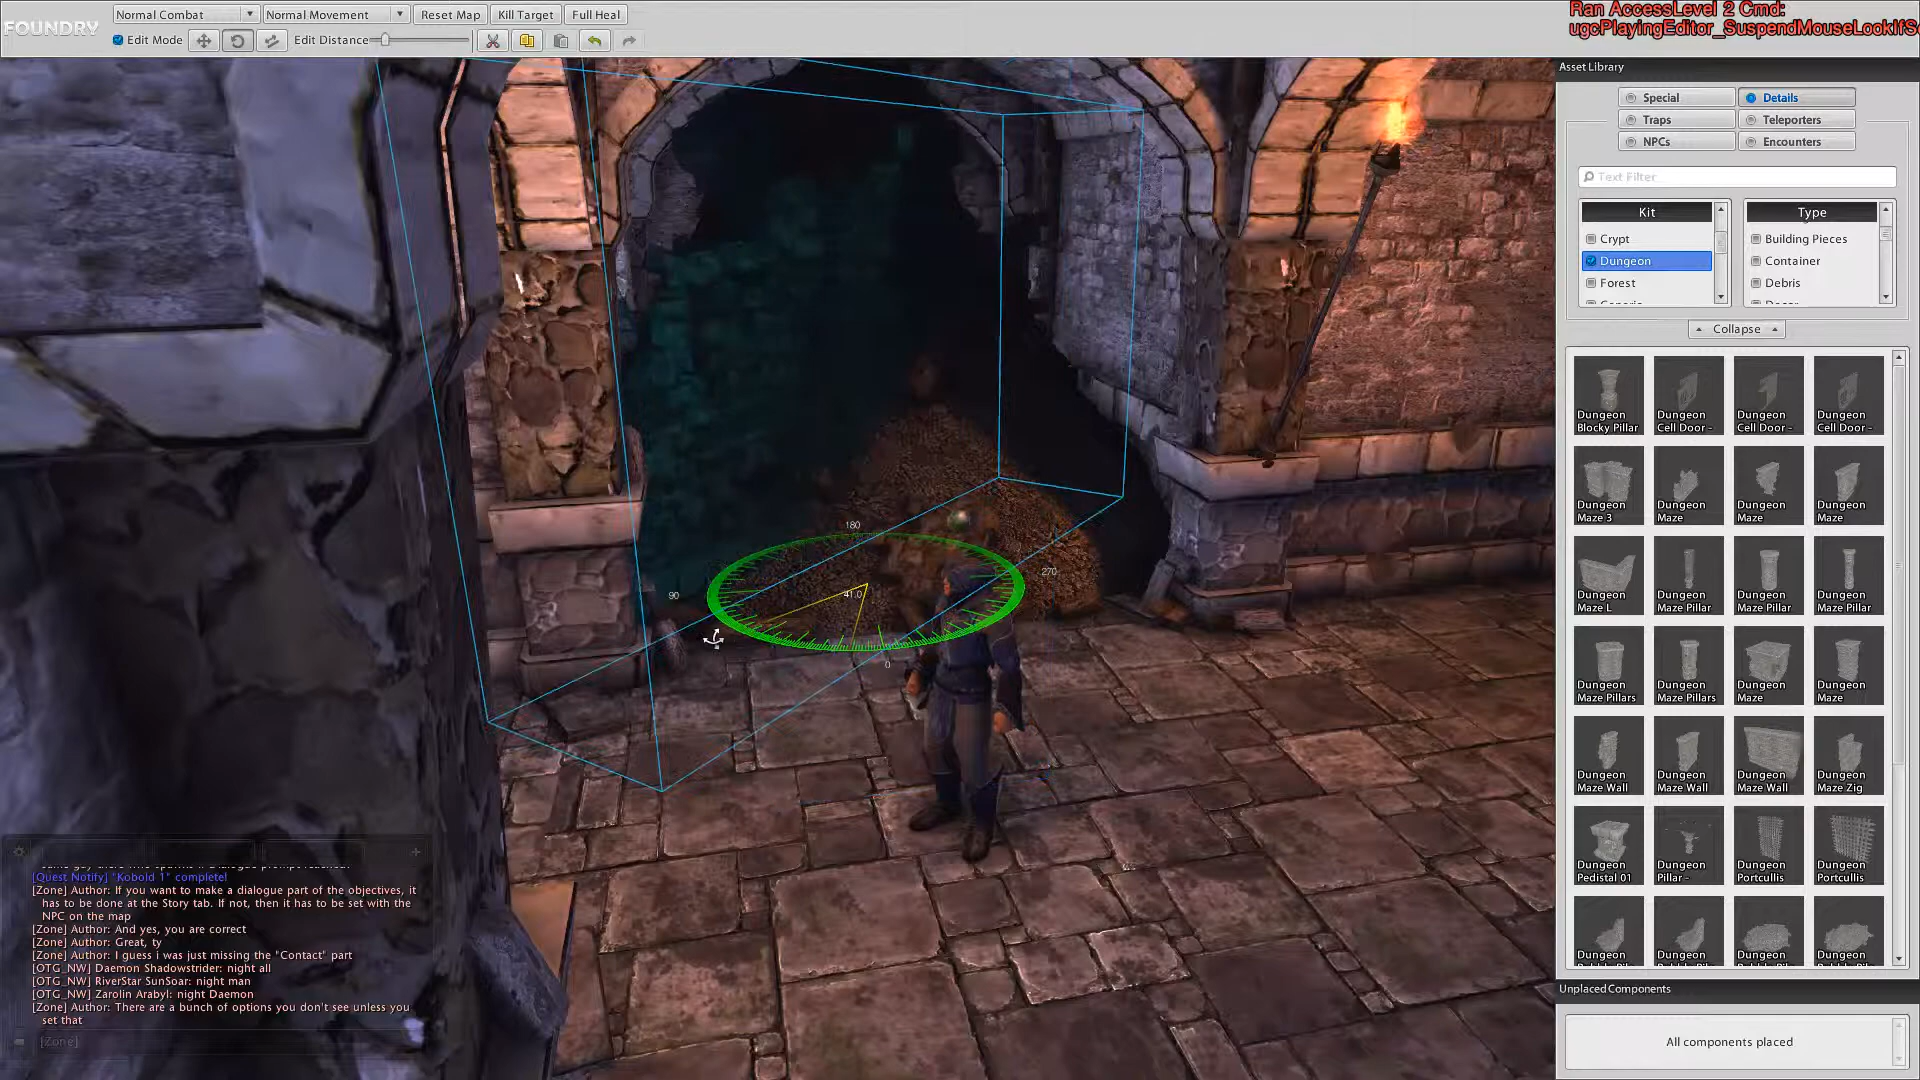 FOUNDRY
Normal Combat
Normal Movement
Reset Map
Kill Target
Full Heal
Edit Mode
Edit Distance
Ran AccessLevel 2 Cmd:
ugcPlayingEditor_SuspendMouseLookIfS
Asset Library
Special
Details
Traps
Teleporters
NPCs
Encounters
Text Filter
Kit
Type
Crypt
Building Pieces
Dungeon
Container
Forest
Debris
Collapse
Dungeon Blocky Pillar
Dungeon Cell Door -
Dungeon Cell Door -
Dungeon Cell Door -
Dungeon Maze 3
Dungeon Maze
Dungeon Maze
Dungeon Maze
Dungeon Maze L
Dungeon Maze Pillar
Dungeon Maze Pillar
Dungeon Maze Pillar
Dungeon Maze Pillars
Dungeon Maze Pillars
Dungeon Maze
Dungeon Maze
Dungeon Maze Wall
Dungeon Maze Wall
Dungeon Maze Wall
Dungeon Maze Zig
Dungeon Pedistal 01
Dungeon Pillar -
Dungeon Portcullis
Dungeon Portcullis
Dungeon
Dungeon
Dungeon
Dungeon
Unplaced Components
All components placed
180
270
90
41.0
0
[Quest Notify] "Kobold 1" complete!
[Zone] Author: If you want to make a dialogue part of the objectives, it
has to be done at the Story tab. If not, then it has to be set with the
NPC on the map
[Zone] Author: And yes, you are correct
[Zone] Author: Great, ty
[Zone] Author: I guess i was just missing the "Contact" part
[OTG_NW] Daemon Shadowstrider: night all
[OTG_NW] RiverStar SunSoar: night man
[OTG_NW] Zarolin Arabyl: night Daemon
[Zone] Author: There are a bunch of options you don't see unless you
set that
[Zone]